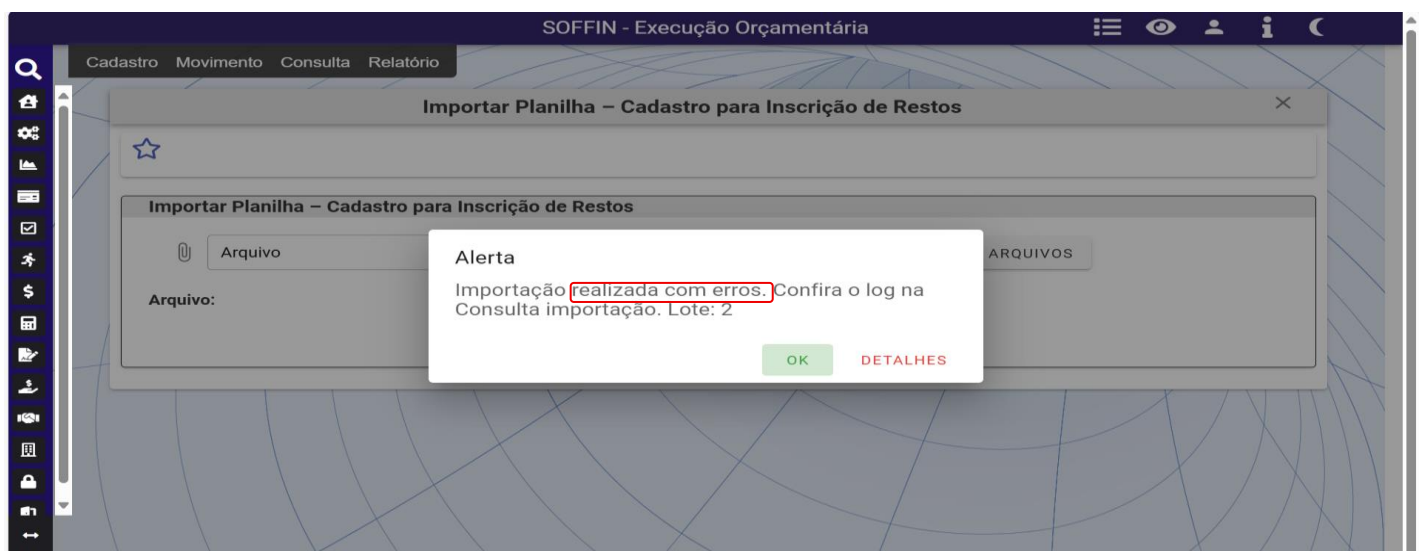 SOFFIN - Execução Orçamentária
Cadastro Movimento Consulta Relatório
Importar Planilha – Cadastro para Inscrição de Restos
Importar Planilha – Cadastro para Inscrição de Restos
Arquivo
ARQUIVOS
Arquivo:
Alerta
Importação realizada com erros. Confira o log na
Consulta importação. Lote: 2
OK DETALHES